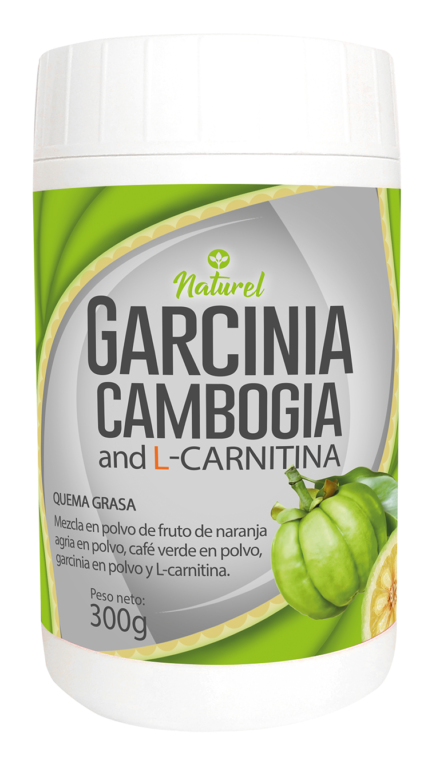 Naturel
GARCINIA
CAMBOGIA
and L-CARNITINA
QUEMA GRASA
Mezcla en polvo de fruto de naranja
agria en polvo, café verde en polvo,
garcinia en polvo y L-carnitina.
Peso neto:
300g